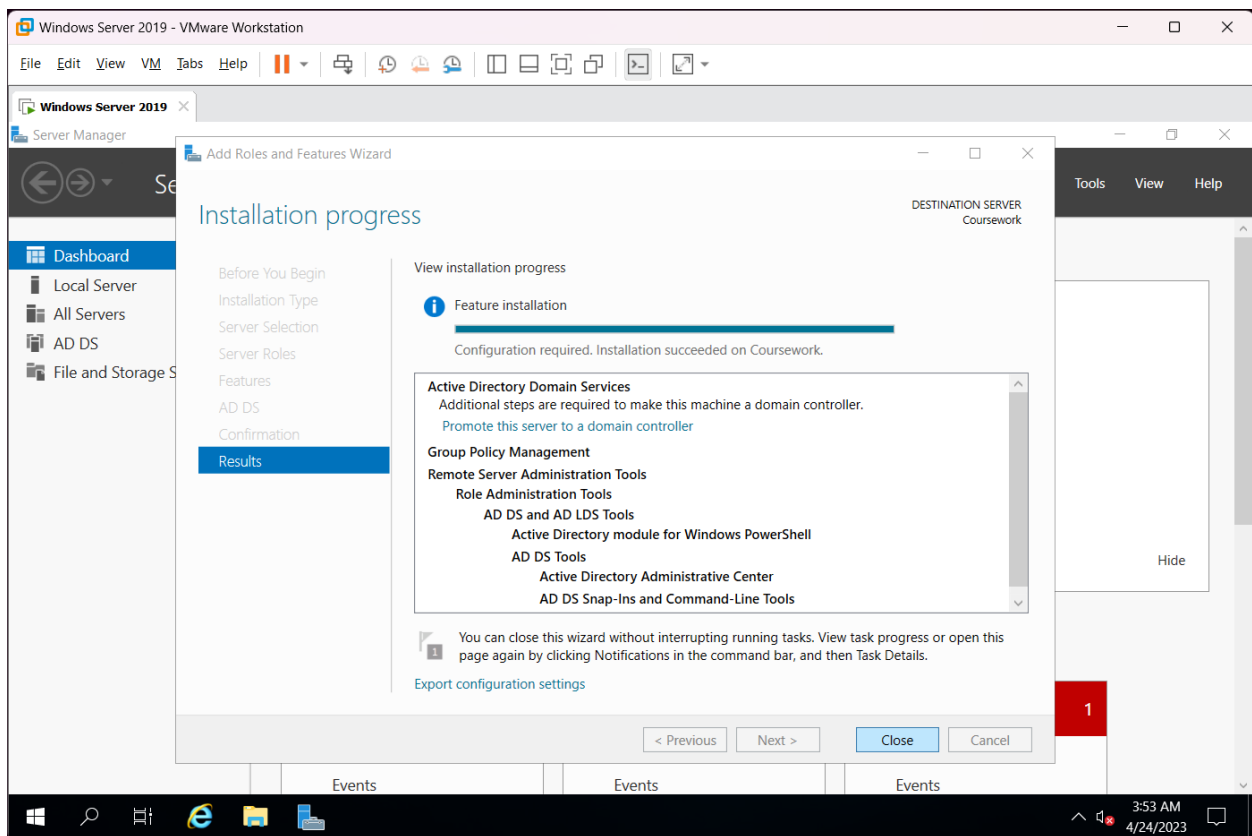 Windows Server 2019 - VMware Workstation
File Edit View VM Tabs Help
Windows Server 2019
Server Manager
Add Roles and Features Wizard
Tools View Help
Installation progress
DESTINATION SERVER
Coursework
Dashboard
Local Server
All Servers
AD DS
File and Storage S
Before You Begin
Installation Type
Server Selection
Server Roles
Features
AD DS
Confirmation
Results
View installation progress
Feature installation
Configuration required. Installation succeeded on Coursework.
Active Directory Domain Services
Additional steps are required to make this machine a domain controller.
Promote this server to a domain controller
Group Policy Management
Remote Server Administration Tools
Role Administration Tools
AD DS and AD LDS Tools
Active Directory module for Windows PowerShell
AD DS Tools
Active Directory Administrative Center
AD DS Snap-Ins and Command-Line Tools
1
You can close this wizard without interrupting running tasks. View task progress or open this
page again by clicking Notifications in the command bar, and then Task Details.
Export configuration settings
< Previous Next > Close Cancel
Hide
1
Events Events Events
3:53 AM
4/24/2023